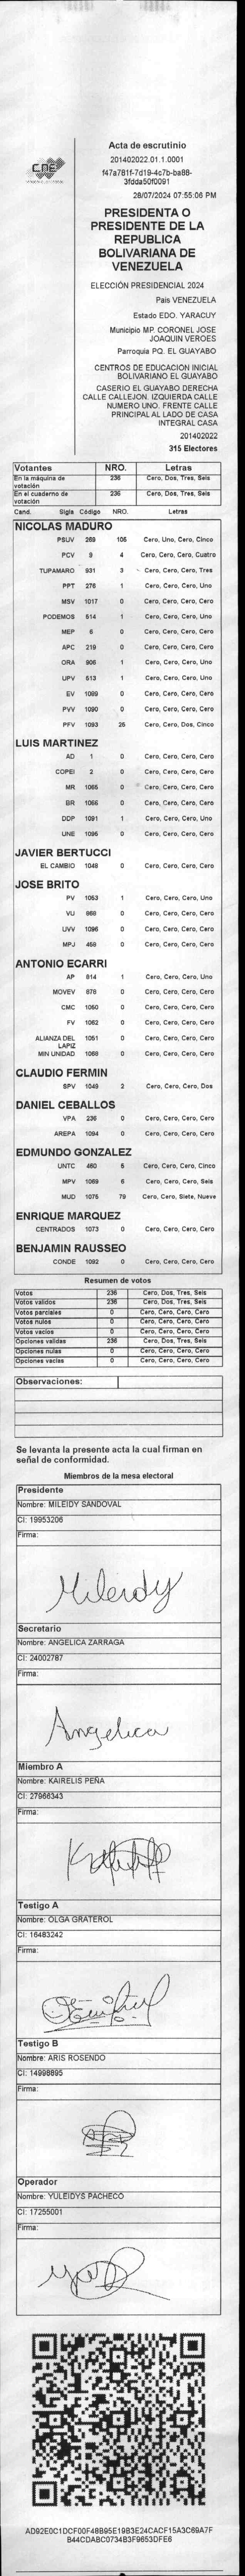 CNE
Acta de escrutinio
201402022.01.1.0001
f47a781f-7d19-4c7b-ba88-
3fdda50f0091
28/07/2024 07:55:06 PM
PRESIDENTA O
PRESIDENTE DE LA
REPUBLICA
BOLIVARIANA DE
VENEZUELA
ELECCIÓN PRESIDENCIAL 2024
Pais VENEZUELA
Estado EDO. YARACUY
Municipio MP. CORONEL JOSE
JOAQUIN VEROES
Parroquia PQ. EL GUAYABO
CENTROS DE EDUCACION INICIAL
BOLIVARIANO EL GUAYABO
CASERIO EL GUAYABO DERECHA
CALLE CALLEJON. IZQUIERDA CALLE
NUMERO UNO. FRENTE CALLE
PRINCIPAL AL LADO DE CASA
INTEGRAL CASA
201402022
315 Electores
Votantes NRO. Letras
En la máquina de votación 236 Cero, Dos, Tres, Seis
En el cuaderno de votación 236 Cero, Dos, Tres, Seis
Cand. Sigla Código NRO. Letras
NICOLAS MADURO
PSUV 269 105 Cero, Uno, Cero, Cinco
PCV 9 4 Cero, Cero, Cero, Cuatro
TUPAMARO 931 3 Cero, Cero, Cero, Tres
PPT 276 1 Cero, Cero, Cero, Uno
MSV 1017 0 Cero, Cero, Cero, Cero
PODEMOS 514 1 Cero, Cero, Cero, Uno
MEP 6 0 Cero, Cero, Cero, Cero
APC 219 0 Cero, Cero, Cero, Cero
ORA 906 1 Cero, Cero, Cero, Uno
UPV 513 1 Cero, Cero, Cero, Uno
EV 1089 0 Cero, Cero, Cero, Cero
PVV 1090 0 Cero, Cero, Cero, Cero
PFV 1093 25 Cero, Cero, Dos, Cinco
LUIS MARTINEZ
AD 1 0 Cero, Cero, Cero, Cero
COPEI 2 0 Cero, Cero, Cero, Cero
MR 1065 0 Cero, Cero, Cero, Cero
BR 1066 0 Cero, Cero, Cero, Cero
DDP 1091 1 Cero, Cero, Cero, Uno
UNE 1095 0 Cero, Cero, Cero, Cero
JAVIER BERTUCCI
EL CAMBIO 1048 0 Cero, Cero, Cero, Cero
JOSE BRITO
PV 1053 1 Cero, Cero, Cero, Uno
VU 868 0 Cero, Cero, Cero, Cero
UVV 1096 0 Cero, Cero, Cero, Cero
MPJ 459 0 Cero, Cero, Cero, Cero
ANTONIO ECARRI
AP 814 1 Cero, Cero, Cero, Uno
MOVEV 878 0 Cero, Cero, Cero, Cero
CMC 1060 0 Cero, Cero, Cero, Cero
FV 1062 0 Cero, Cero, Cero, Cero
ALIANZA DEL LAPIZ 1051 0 Cero, Cero, Cero, Cero
MIN UNIDAD 1068 0 Cero, Cero, Cero, Cero
CLAUDIO FERMIN
SPV 1049 2 Cero, Cero, Cero, Dos
DANIEL CEBALLOS
VPA 236 0 Cero, Cero, Cero, Cero
AREPA 1094 0 Cero, Cero, Cero, Cero
EDMUNDO GONZALEZ
UNTC 460 5 Cero, Cero, Cero, Cinco
MPV 1069 6 Cero, Cero, Cero, Seis
MUD 1075 79 Cero, Cero, Siete, Nueve
ENRIQUE MARQUEZ
CENTRADOS 1073 0 Cero, Cero, Cero, Cero
BENJAMIN RAUSSEO
CONDE 1092 0 Cero, Cero, Cero, Cero
Resumen de votos
Votos 236 Cero, Dos, Tres, Seis
Votos validos 236 Cero, Dos, Tres, Seis
Votos parciales 0 Cero, Cero, Cero, Cero
Votos nulos 0 Cero, Cero, Cero, Cero
Votos vacios 0 Cero, Cero, Cero, Cero
Opciones validas 236 Cero, Dos, Tres, Seis
Opciones nulas 0 Cero, Cero, Cero, Cero
Opciones vacias 0 Cero, Cero, Cero, Cero
Observaciones:
Se levanta la presente acta la cual firman en
señal de conformidad.
Miembros de la mesa electoral
Presidente
Nombre: MILEIDY SANDOVAL
CI: 19953206
Firma:
Mileidy
Secretario
Nombre: ANGELICA ZARRAGA
CI: 24002787
Firma:
Angelica
Miembro A
Nombre: KAIRELIS PEÑA
CI: 27966343
Firma:
Testigo A
Nombre: OLGA GRATEROL
CI: 16483242
Firma:
Testigo B
Nombre: ARIS ROSENDO
CI: 14998895
Firma:
Operador
Nombre: YULEIDYS PACHECO
CI: 17255001
Firma:
AD92E0C1DCF00F48B95E19B3E24CACF15A3C69A7F
B44CDABC0734B3F9653DFE6